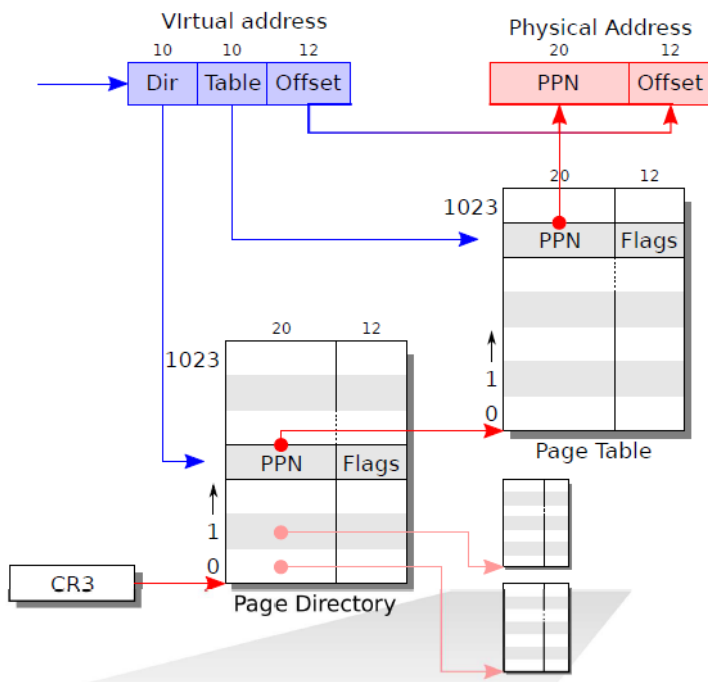 VIrtual address
Physical Address
10 10 12
20 12
Dir Table Offset
PPN Offset
20 12
1023
PPN Flags
1
0
Page Table
20 12
1023
PPN Flags
1
0
CR3
Page Directory